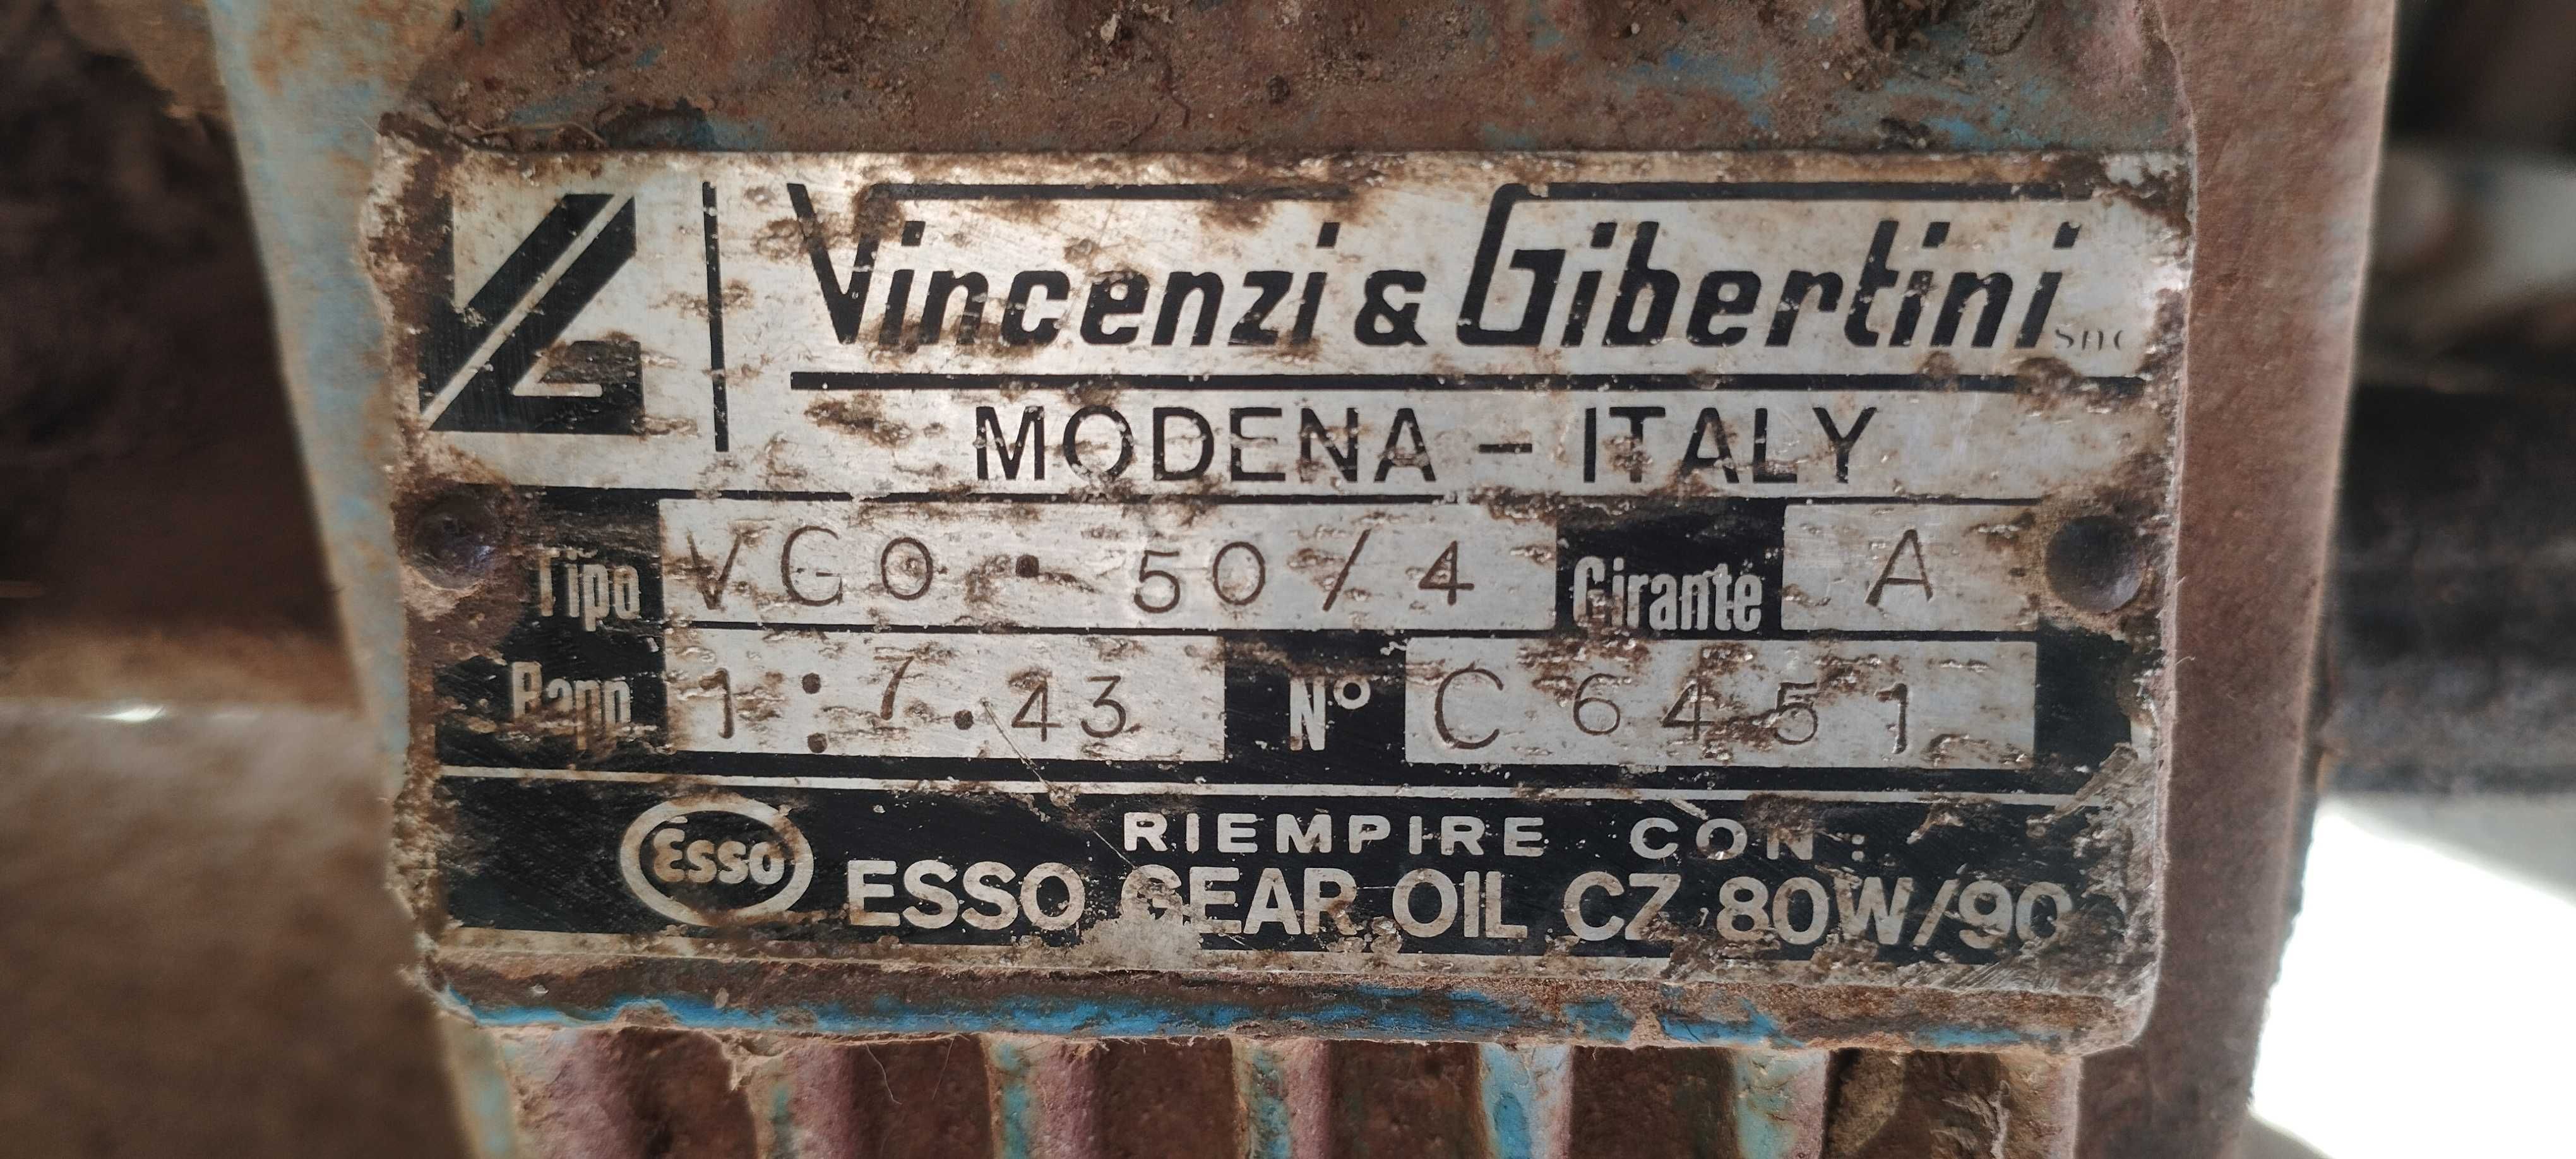 Vincenzi & Gibertini snc
MODENA - ITALY
Tipo VGO · 50/4 Girante A
Rapp. 1:7.43 N° C6451
Esso RIEMPIRE CON:
ESSO GEAR OIL CZ 80W/90